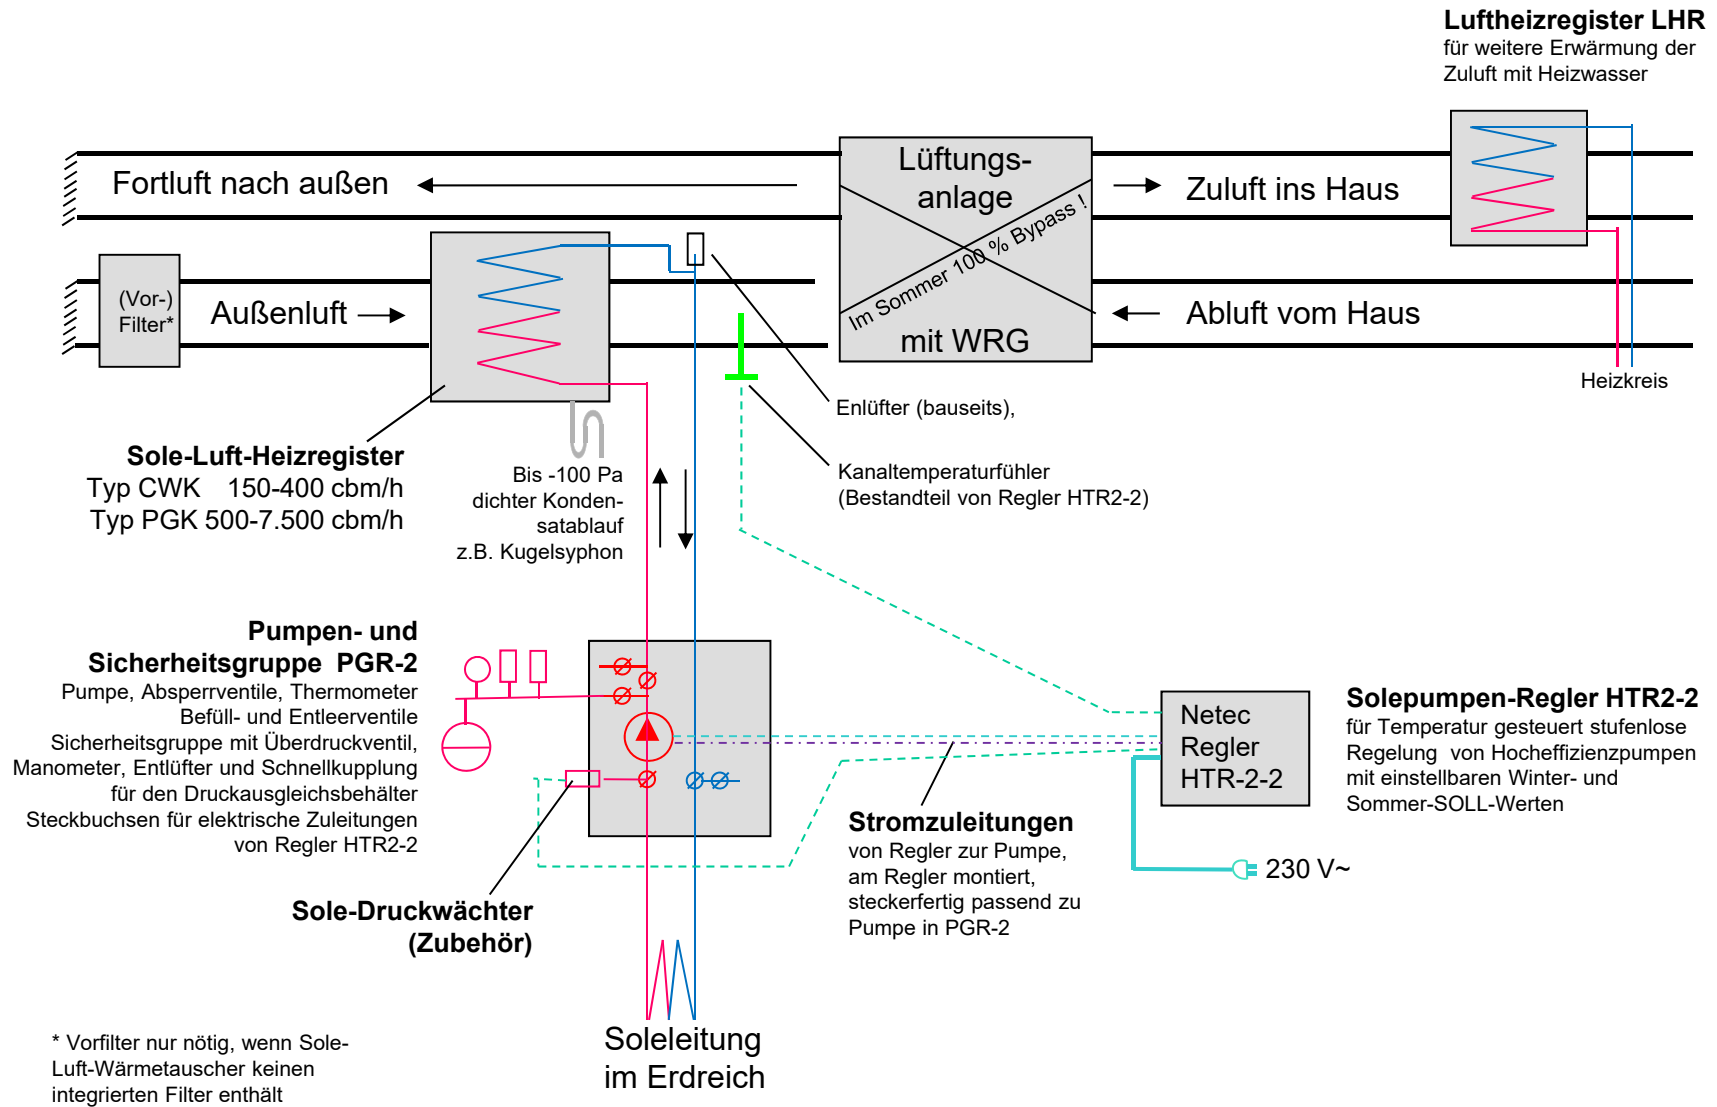 Luftheizregister LHR
für weitere Erwärmung der
Zuluft mit Heizwasser
Fortluft nach außen
Lüftungs-
anlage
Im Sommer 100 % Bypass !
mit WRG
Zuluft ins Haus
(Vor-)
Filter*
Außenluft
Abluft vom Haus
Heizkreis
Enlüfter (bauseits),
Sole-Luft-Heizregister
Typ CWK 150-400 cbm/h
Typ PGK 500-7.500 cbm/h
Bis -100 Pa
dichter Konden-
satablauf
z.B. Kugelsyphon
Kanaltemperaturfühler
(Bestandteil von Regler HTR2-2)
Pumpen- und
Sicherheitsgruppe PGR-2
Pumpe, Absperrventile, Thermometer
Befüll- und Entleerventile
Sicherheitsgruppe mit Überdruckventil,
Manometer, Entlüfter und Schnellkupplung
für den Druckausgleichsbehälter
Steckbuchsen für elektrische Zuleitungen
von Regler HTR2-2
Netec
Regler
HTR-2-2
Solepumpen-Regler HTR2-2
für Temperatur gesteuert stufenlose
Regelung von Hocheffizienzpumpen
mit einstellbaren Winter- und
Sommer-SOLL-Werten
Stromzuleitungen
von Regler zur Pumpe,
am Regler montiert,
steckerfertig passend zu
Pumpe in PGR-2
230 V~
Sole-Druckwächter
(Zubehör)
Soleleitung
im Erdreich
* Vorfilter nur nötig, wenn Sole-
Luft-Wärmetauscher keinen
integrierten Filter enthält